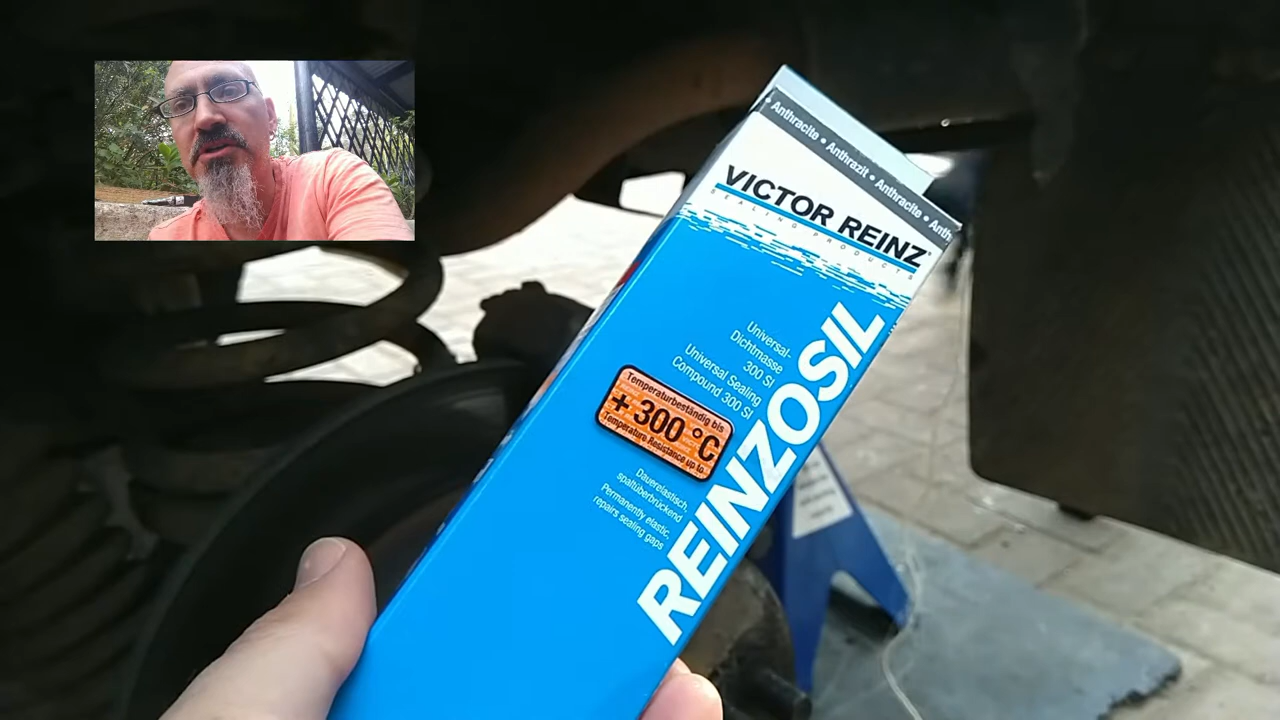 • Anthracite • Anthrazit • Anthracite • Anth
VICTOR REINZ®
SEALING PRODUCTS
Universal-
Dichtmasse
300 SI
Universal Sealing
Compound 300 SI
Temperaturbeständig bis
+300 °C
Temperature Resistance up to
REINZOSIL
Dauerelastisch,
spaltüberbrückend
Permanently elastic,
repairs sealing gaps